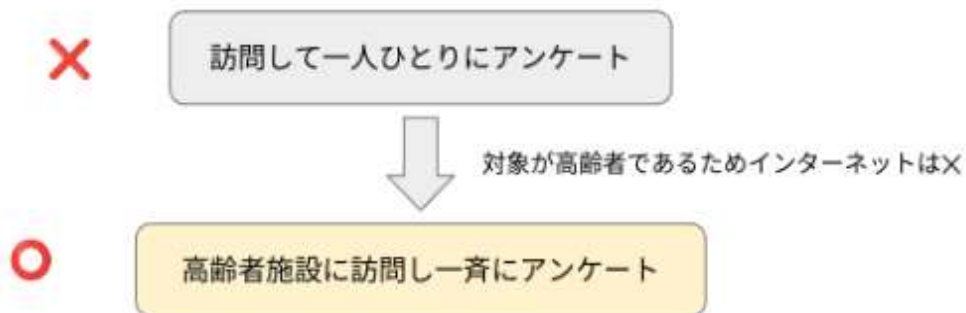 訪問して一人ひとりにアンケート
対象が高齢者であるためインターネットは×
高齢者施設に訪問し一斉にアンケート